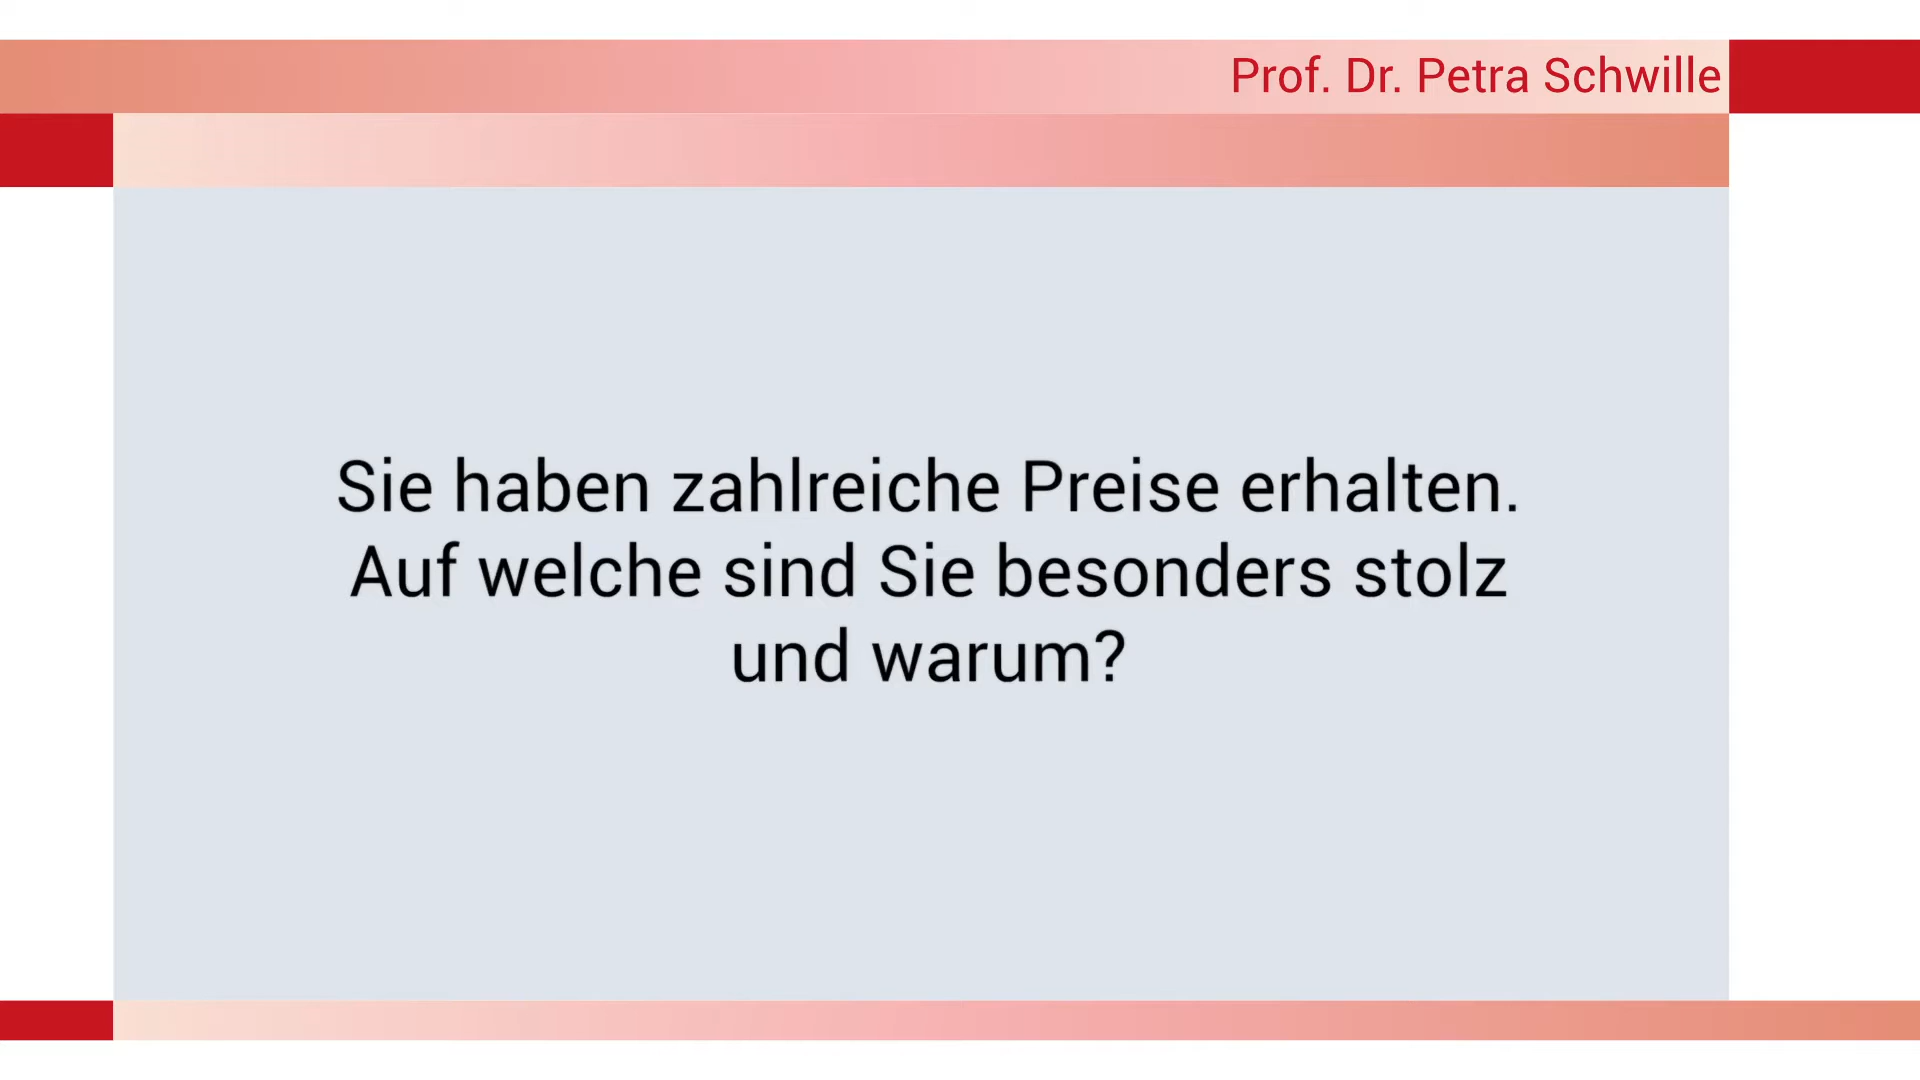 Prof. Dr. Petra Schwille
Sie haben zahlreiche Preise erhalten.
Auf welche sind Sie besonders stolz
und warum?